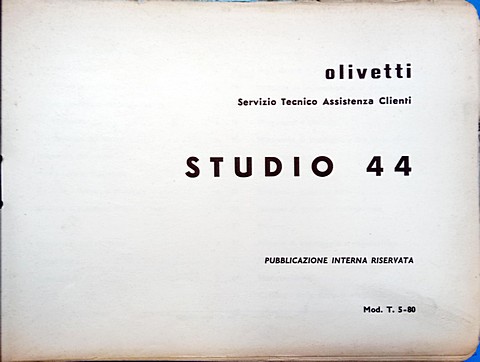 olivetti
Servizio Tecnico Assistenza Clienti
STUDIO 44
PUBBLICAZIONE INTERNA RISERVATA
Mod. T. 5-80